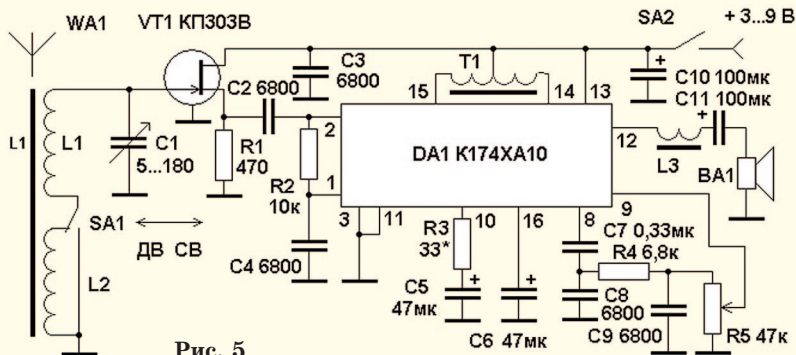 WA1
VT1 КП303В
SA2
+ 3...9 В
L1
L1
C1
5...180
C2 6800
C3
6800
T1
15
14
13
C10 100мк
C11 100мк
2
DA1 К174ХА10
12
L3
BA1
R1
470
R2
10к
1
3
11
10
16
8
9
SA1
ДВ СВ
L2
C4 6800
R3
33*
C5
47мк
C6 47мк
C7 0,33мк
R4 6,8к
C8
6800
C9 6800
R5 47к
Рис. 5